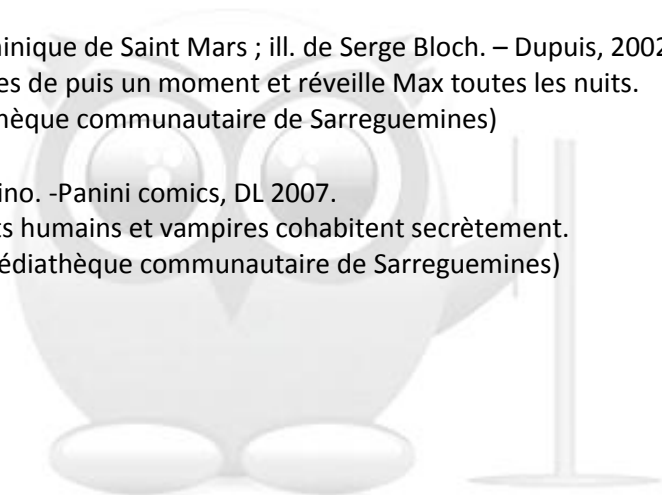 inique de Saint Mars ; ill. de Serge Bloch. – Dupuis, 2002
es de puis un moment et réveille Max toutes les nuits.
hèque communautaire de Sarreguemines)
ino. -Panini comics, DL 2007.
ts humains et vampires cohabitent secrètement.
édiathèque communautaire de Sarreguemines)